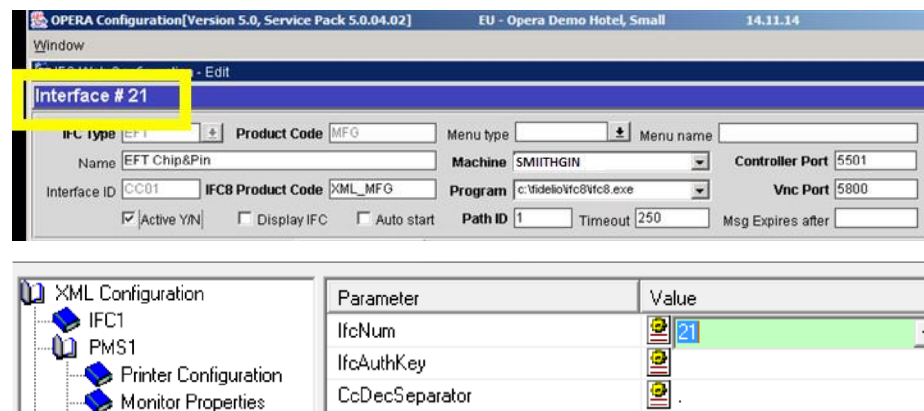 OPERA Configuration[Version 5.0, Service Pack 5.0.04.02] EU - Opera Demo Hotel, Small 14.11.14
Window
- Edit
Interface # 21
IFC Type EFT Product Code MFG Menu type Menu name
Name EFT Chip&Pin Machine SMIITHGIN Controller Port 5501
Interface ID CC01 IFC8 Product Code XML_MFG Program c:\fidelio\ifc8\ifc8.exe Vnc Port 5800
Active Y/N Display IFC Auto start Path ID 1 Timeout 250 Msg Expires after
XML Configuration Parameter Value
IFC1
IfcNum 21
PMS1
IfcAuthKey
Printer Configuration
CcDecSeparator .
Monitor Properties